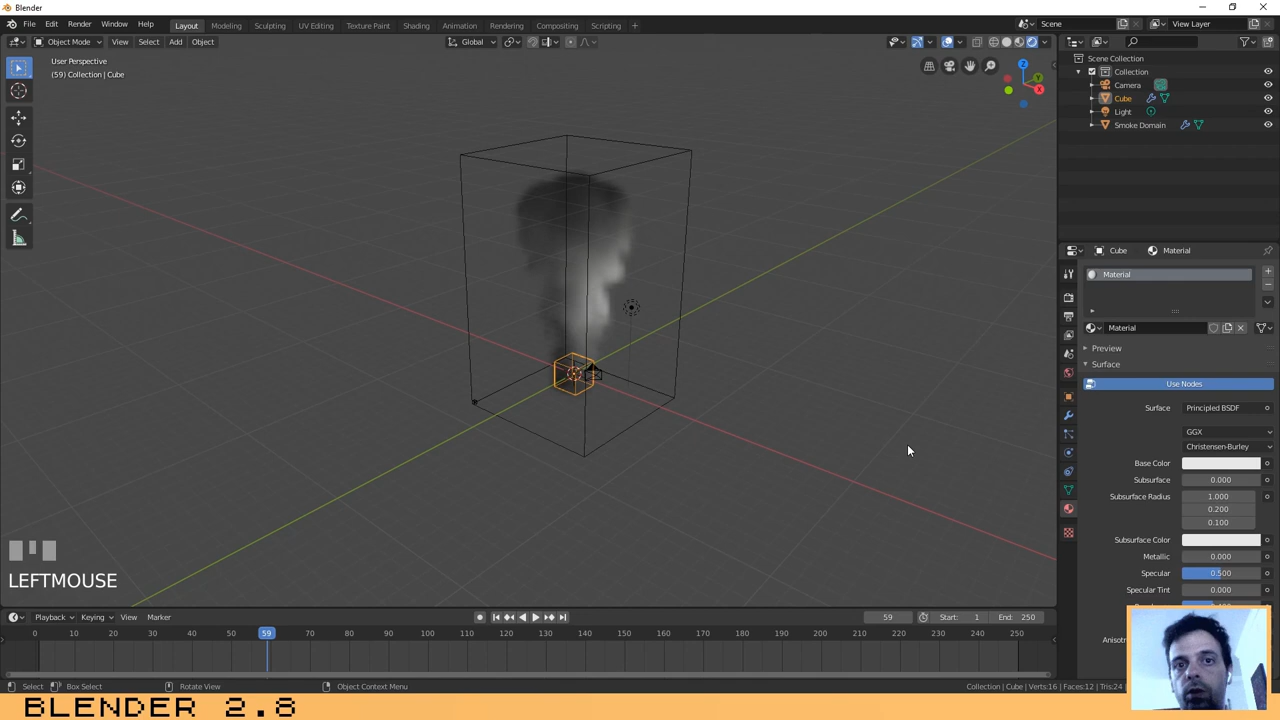 Blender
File Edit Render Window Help
Layout Modeling Sculpting UV Editing Texture Paint Shading Animation Rendering Compositing Scripting +
Scene
View Layer
Object Mode View Select Add Object
Global
User Perspective
(59) Collection | Cube
Z
Y
X
Scene Collection
Collection
Camera
Cube
Light
Smoke Domain
Cube
Material
Material
Material
Preview
Surface
Use Nodes
Surface Principled BSDF
GGX
Christensen-Burley
Base Color
Subsurface 0.000
Subsurface Radius 1.000
0.200
0.100
Subsurface Color
Metallic 0.000
Specular 0.500
Specular Tint 0.000
LEFTMOUSE
Playback Keying View Marker
59
Start: 1
End: 250
0 10 20 30 40 50 59 70 80 90 100 110 120 130 140 150 160 170 180 190 200 210 220 230 240 250
Select
Box Select
Rotate View
Object Context Menu
Collection | Cube | Verts:16 | Faces:12 | Tris:24 |
BLENDER 2.8